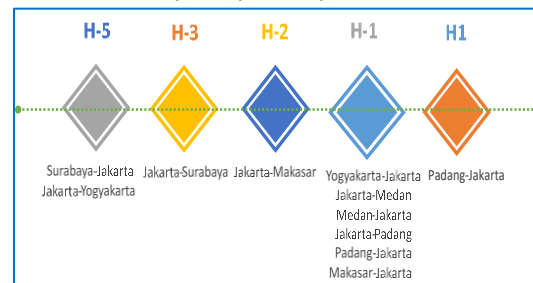 H-5
H-3
H-2
H-1
H1
Surabaya-Jakarta
Jakarta-Yogyakarta
Jakarta-Surabaya
Jakarta-Makasar
Yogyakarta-Jakarta
Jakarta-Medan
Medan-Jakarta
Jakarta-Padang
Padang-Jakarta
Makasar-Jakarta
Padang-Jakarta